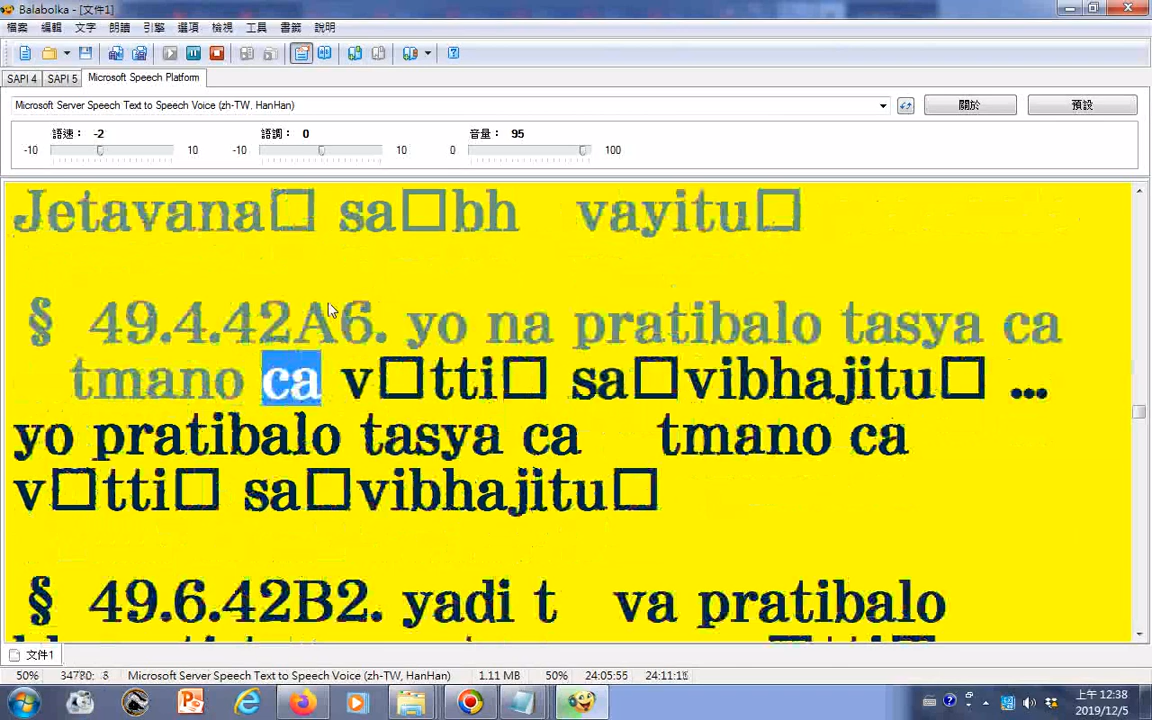 Balabolka - [文件1]
檔案 編輯 文字 朗讀 引擎 選項 檢視 工具 書籤 說明
SAPI 4 SAPI 5 Microsoft Speech Platform
Microsoft Server Speech Text to Speech Voice (zh-TW, HanHan) 關於 預設
語速： -2 語調： 0 音量： 95
-10 10 -10 10 0 100
Jetavana□ sa□bh vayitu□
§ 49.4.42A6. yo na pratibalo tasya ca
tmano ca v□tti□ sa□vibhajitu□ ...
yo pratibalo tasya ca tmano ca
v□tti□ sa□vibhajitu□
§ 49.6.42B2. yadi t va pratibalo
文件1
50% Microsoft Server Speech Text to Speech Voice (zh-TW, HanHan) 1.11 MB 50% 24:05:55
上午 12:38
2019/12/5